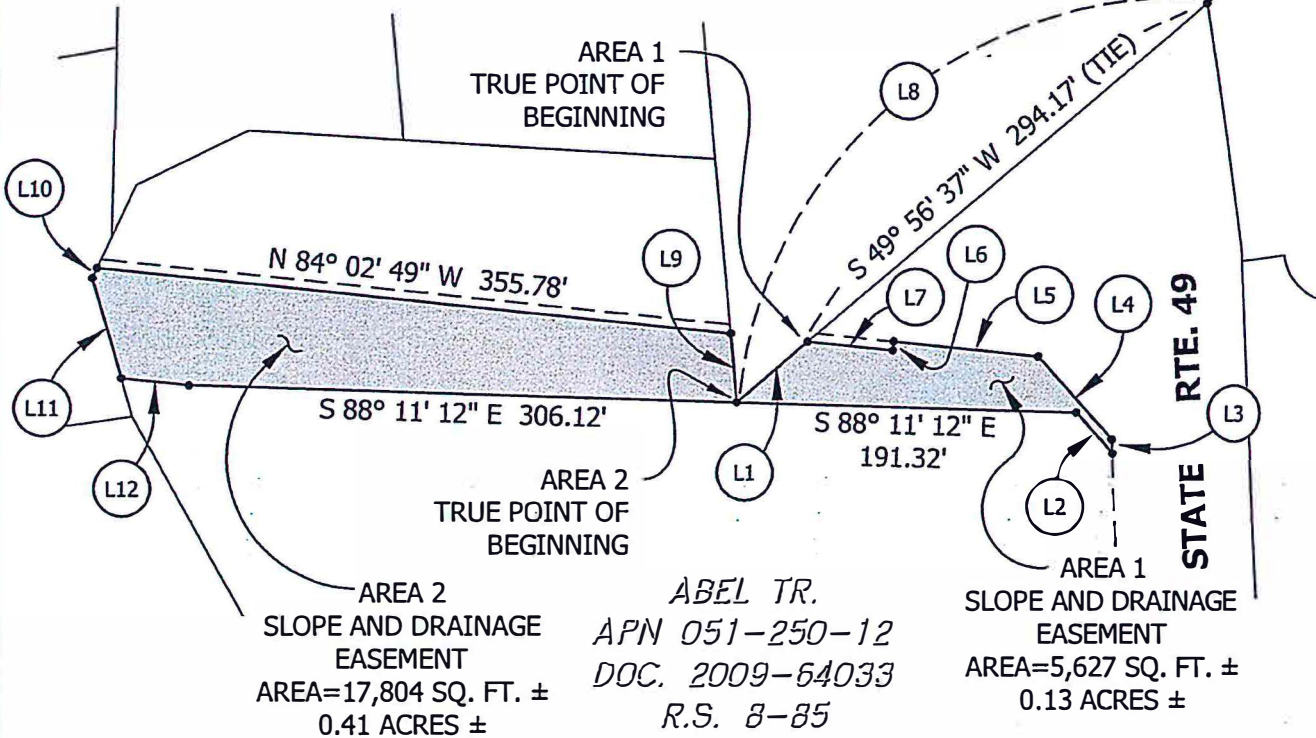 AREA 1
TRUE POINT OF
BEGINNING
L8
S 49° 56' 37" W 294.17' (TIE)
L10
N 84° 02' 49" W 355.78'
L9
L6
L7
L5
L4
STATE RTE. 49
L11
S 88° 11' 12" E 306.12'
S 88° 11' 12" E
191.32'
L3
L12
L1
L2
AREA 2
TRUE POINT OF
BEGINNING
AREA 2
SLOPE AND DRAINAGE
EASEMENT
AREA=17,804 SQ. FT. ±
0.41 ACRES ±
ABEL TR.
APN 051-250-12
DOC. 2009-64033
R.S. 8-85
AREA 1
SLOPE AND DRAINAGE
EASEMENT
AREA=5,627 SQ. FT. ±
0.13 ACRES ±